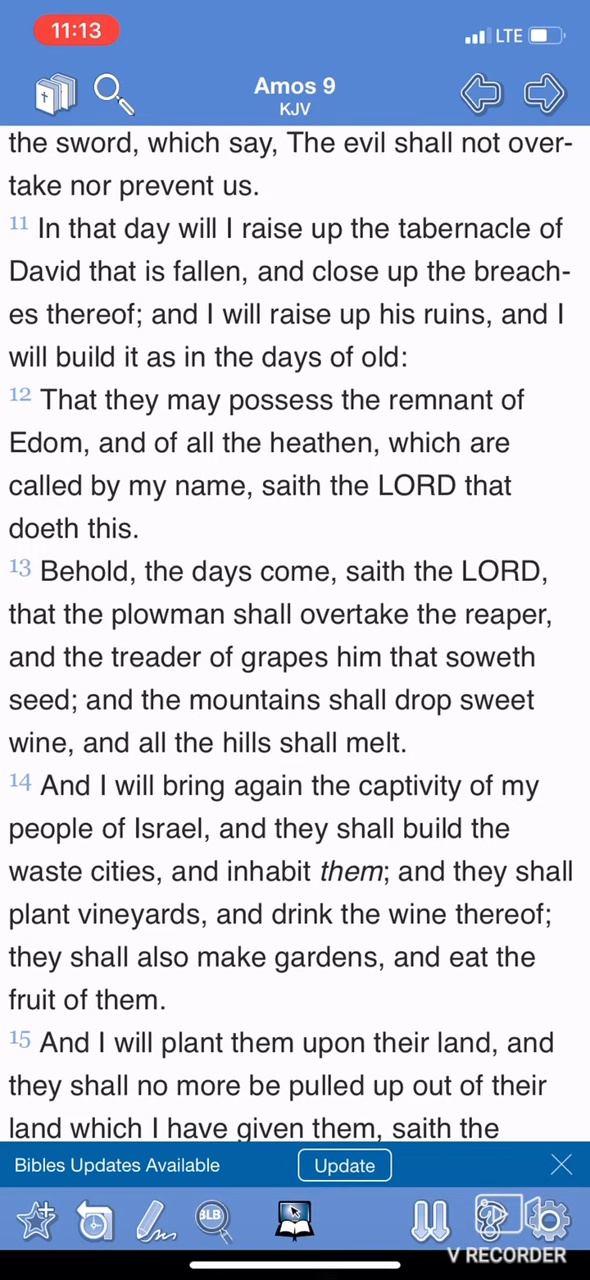 11:13
LTE
Amos 9
KJV
the sword, which say, The evil shall not over-
take nor prevent us.
11 In that day will I raise up the tabernacle of
David that is fallen, and close up the breach-
es thereof; and I will raise up his ruins, and I
will build it as in the days of old:
12 That they may possess the remnant of
Edom, and of all the heathen, which are
called by my name, saith the LORD that
doeth this.
13 Behold, the days come, saith the LORD,
that the plowman shall overtake the reaper,
and the treader of grapes him that soweth
seed; and the mountains shall drop sweet
wine, and all the hills shall melt.
14 And I will bring again the captivity of my
people of Israel, and they shall build the
waste cities, and inhabit them; and they shall
plant vineyards, and drink the wine thereof;
they shall also make gardens, and eat the
fruit of them.
15 And I will plant them upon their land, and
they shall no more be pulled up out of their
land which I have given them, saith the
Bibles Updates Available Update
BLB
V RECORDER